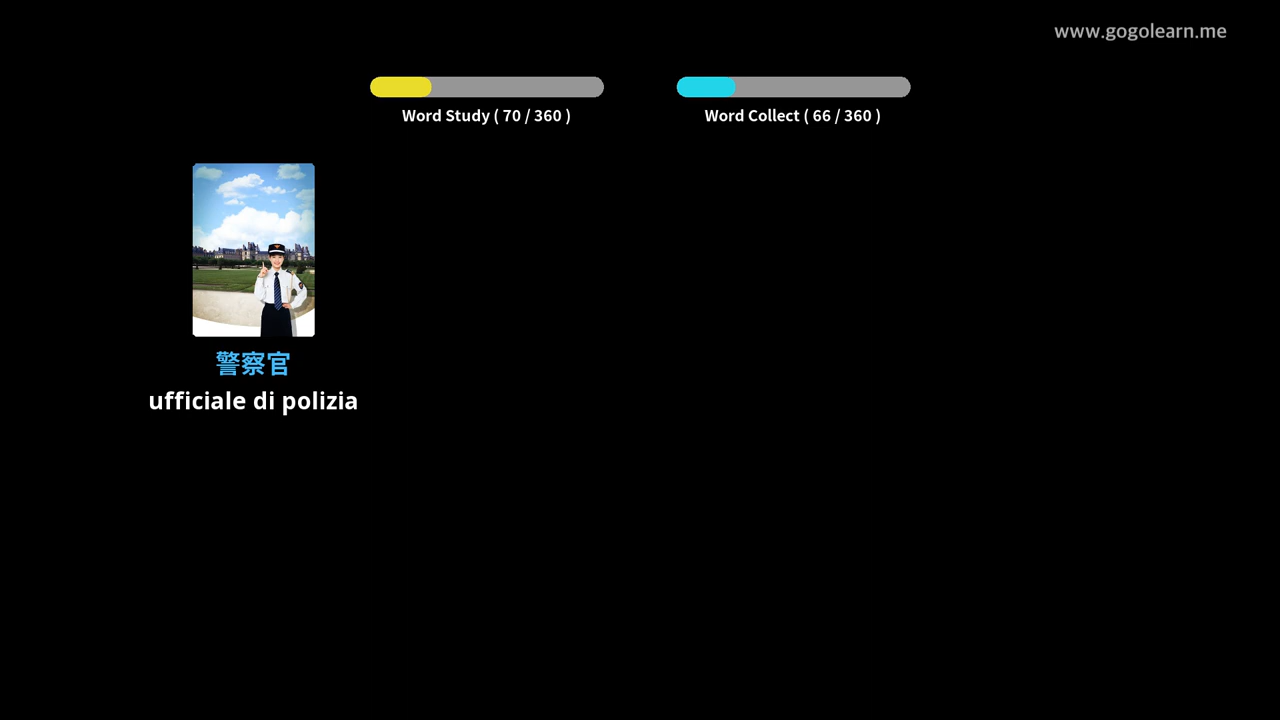 www.gogolearn.me
Word Study ( 70 / 360 )
Word Collect ( 66 / 360 )
警察官
ufficiale di polizia